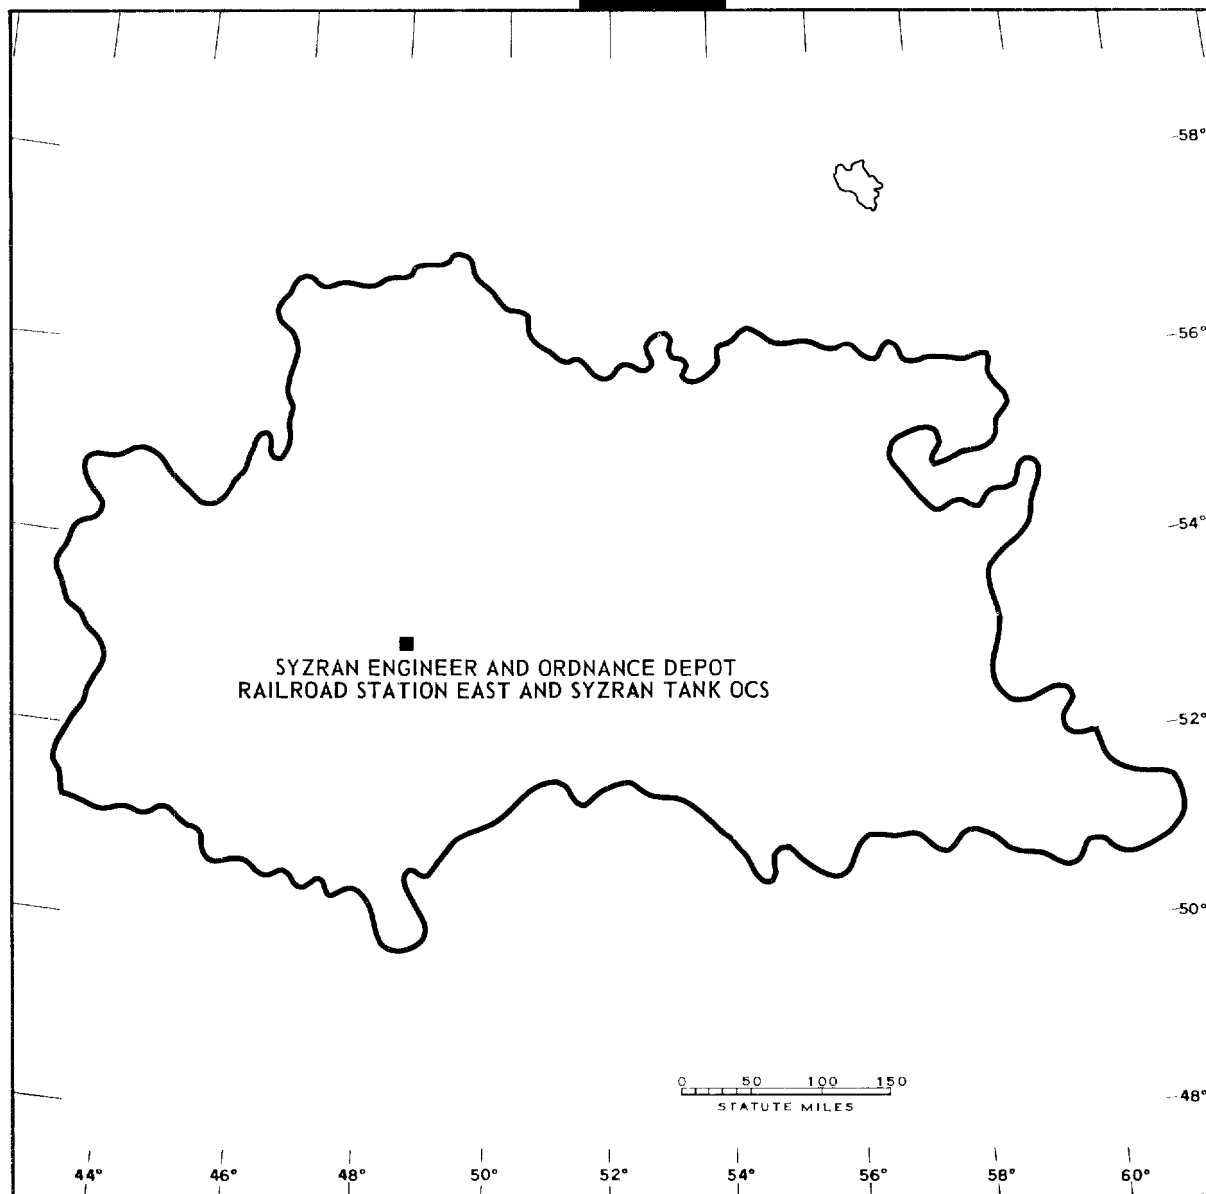 58°
56°
54°
SYZRAN ENGINEER AND ORDNANCE DEPOT
RAILROAD STATION EAST AND SYZRAN TANK OCS
52°
50°
0 50 100 150
STATUTE MILES
48°
44° 46° 48° 50° 52° 54° 56° 58° 60°